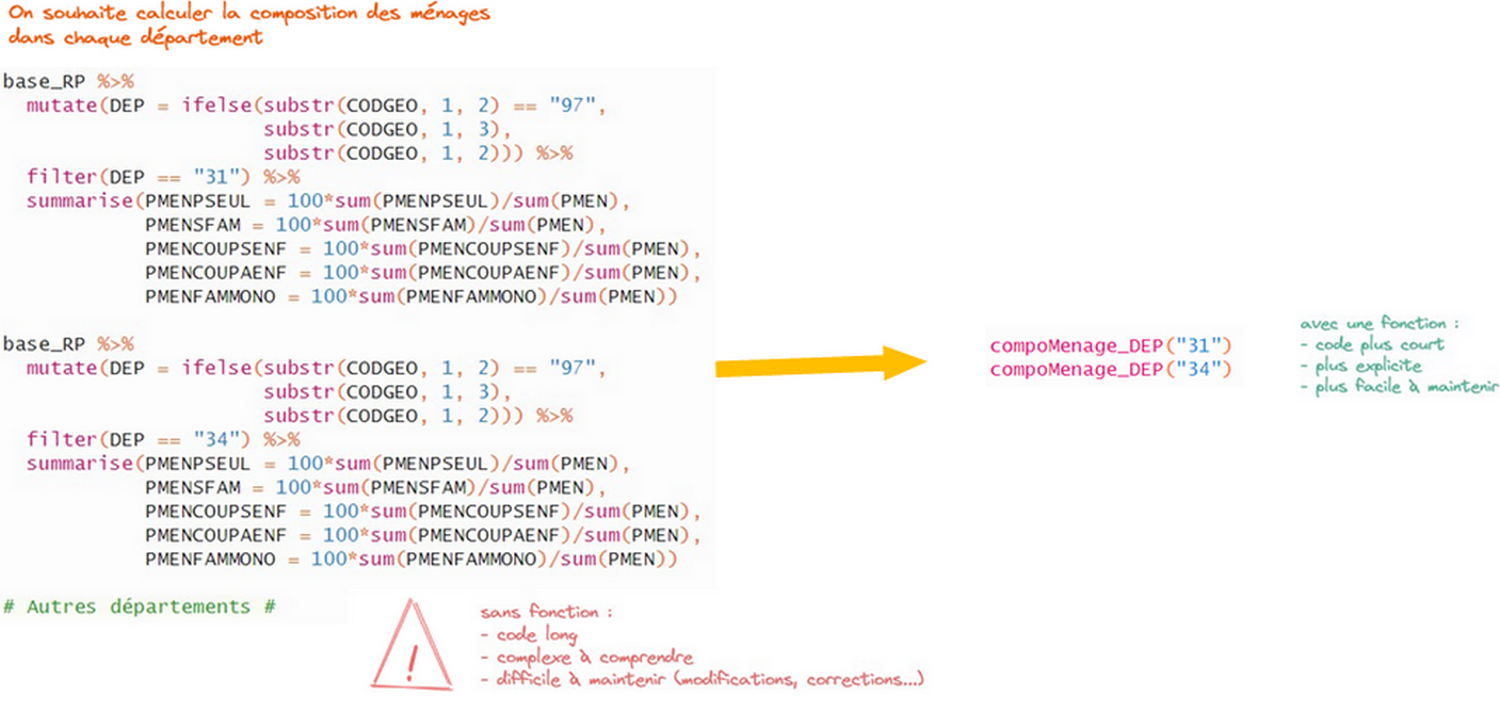 On souhaite calculer la composition des ménages
dans chaque département
base_RP %>%
  mutate(DEP = ifelse(substr(CODGEO, 1, 2) == "97",
                      substr(CODGEO, 1, 3),
                      substr(CODGEO, 1, 2))) %>%
  filter(DEP == "31") %>%
  summarise(PMENPSEUL = 100*sum(PMENPSEUL)/sum(PMEN),
            PMENSFAM = 100*sum(PMENSFAM)/sum(PMEN),
            PMENCOUPSENF = 100*sum(PMENCOUPSENF)/sum(PMEN),
            PMENCOUPAENF = 100*sum(PMENCOUPAENF)/sum(PMEN),
            PMENFAMMONO = 100*sum(PMENFAMMONO)/sum(PMEN))
base_RP %>%
  mutate(DEP = ifelse(substr(CODGEO, 1, 2) == "97",
                      substr(CODGEO, 1, 3),
                      substr(CODGEO, 1, 2))) %>%
  filter(DEP == "34") %>%
  summarise(PMENPSEUL = 100*sum(PMENPSEUL)/sum(PMEN),
            PMENSFAM = 100*sum(PMENSFAM)/sum(PMEN),
            PMENCOUPSENF = 100*sum(PMENCOUPSENF)/sum(PMEN),
            PMENCOUPAENF = 100*sum(PMENCOUPAENF)/sum(PMEN),
            PMENFAMMONO = 100*sum(PMENFAMMONO)/sum(PMEN))
# Autres départements #
!
sans fonction :
- code long
- complexe à comprendre
- difficile à maintenir (modifications, corrections...)
compoMenage_DEP("31")
compoMenage_DEP("34")
avec une fonction :
- code plus court
- plus explicite
- plus facile à maintenir